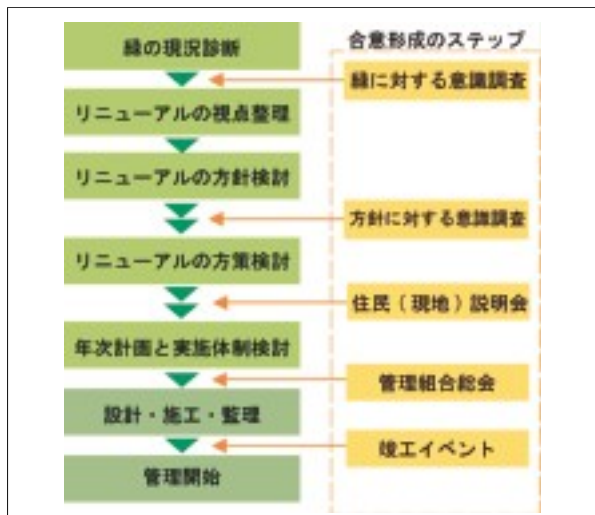 緑の現況診断
リニューアルの視点整理
リニューアルの方針検討
リニューアルの方策検討
年次計画と実施体制検討
設計・施工・監理
管理開始
合意形成のステップ
緑に対する意識調査
方針に対する意識調査
住民（現地）説明会
管理組合総会
竣工イベント